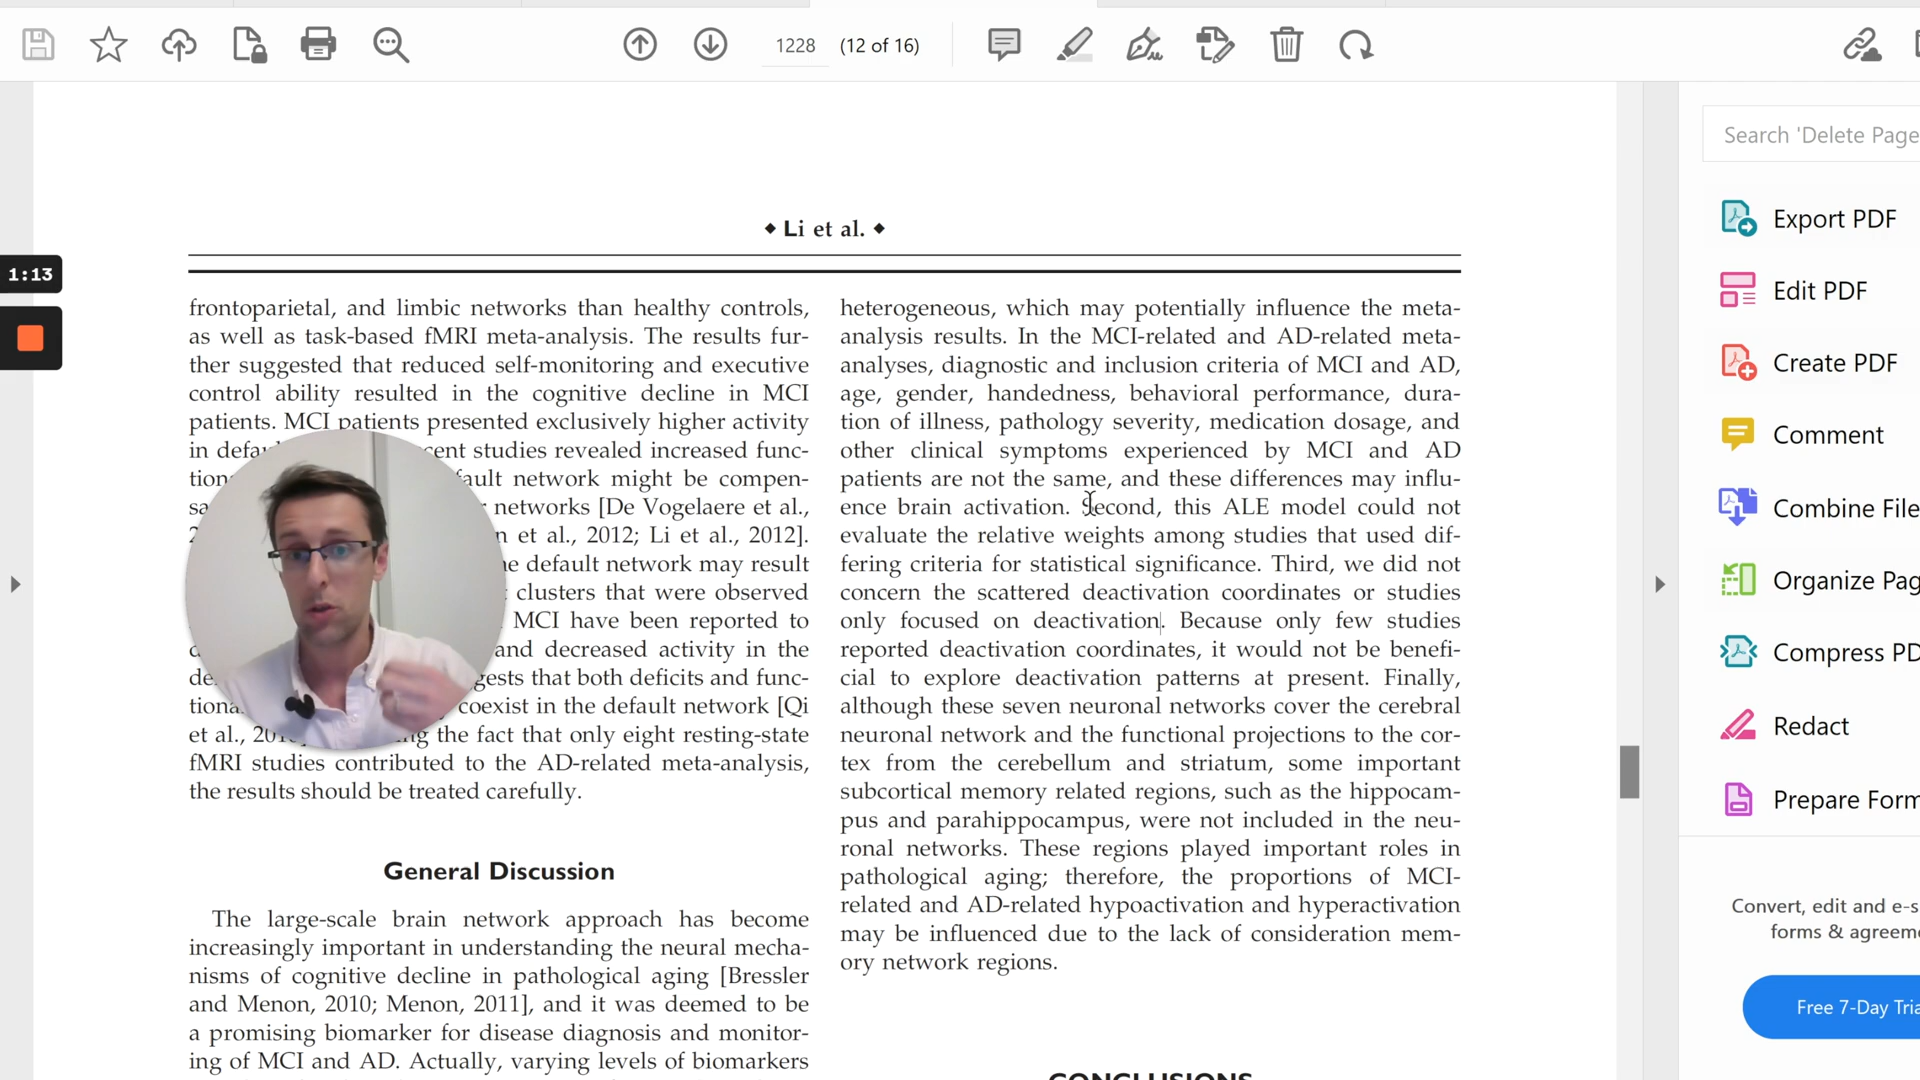 1228 (12 of 16)
Search 'Delete Page
Export PDF
Edit PDF
Create PDF
Comment
Combine File
Organize Pag
Compress PD
Redact
Prepare Form
Convert, edit and e-s
forms & agreeme
Free 7-Day Tria
1:13
◆ Li et al. ◆
frontoparietal, and limbic networks than healthy controls,
as well as task-based fMRI meta-analysis. The results fur-
ther suggested that reduced self-monitoring and executive
control ability resulted in the cognitive decline in MCI
patients. MCI patients presented exclusively higher activity
in defau cent studies revealed increased func-
tion ault network might be compen-
sa networks [De Vogelaere et al.,
n et al., 2012; Li et al., 2012].
e default network may result
clusters that were observed
MCI have been reported to
and decreased activity in the
de gests that both deficits and func-
tiona coexist in the default network [Qi
et al., 20 ng the fact that only eight resting-state
fMRI studies contributed to the AD-related meta-analysis,
the results should be treated carefully.
General Discussion
The large-scale brain network approach has become
increasingly important in understanding the neural mecha-
nisms of cognitive decline in pathological aging [Bressler
and Menon, 2010; Menon, 2011], and it was deemed to be
a promising biomarker for disease diagnosis and monitor-
ing of MCI and AD. Actually, varying levels of biomarkers
heterogeneous, which may potentially influence the meta-
analysis results. In the MCI-related and AD-related meta-
analyses, diagnostic and inclusion criteria of MCI and AD,
age, gender, handedness, behavioral performance, dura-
tion of illness, pathology severity, medication dosage, and
other clinical symptoms experienced by MCI and AD
patients are not the same, and these differences may influ-
ence brain activation. Second, this ALE model could not
evaluate the relative weights among studies that used dif-
fering criteria for statistical significance. Third, we did not
concern the scattered deactivation coordinates or studies
only focused on deactivation. Because only few studies
reported deactivation coordinates, it would not be benefi-
cial to explore deactivation patterns at present. Finally,
although these seven neuronal networks cover the cerebral
neuronal network and the functional projections to the cor-
tex from the cerebellum and striatum, some important
subcortical memory related regions, such as the hippocam-
pus and parahippocampus, were not included in the neu-
ronal networks. These regions played important roles in
pathological aging; therefore, the proportions of MCI-
related and AD-related hypoactivation and hyperactivation
may be influenced due to the lack of consideration mem-
ory network regions.
CONCLUSIONS